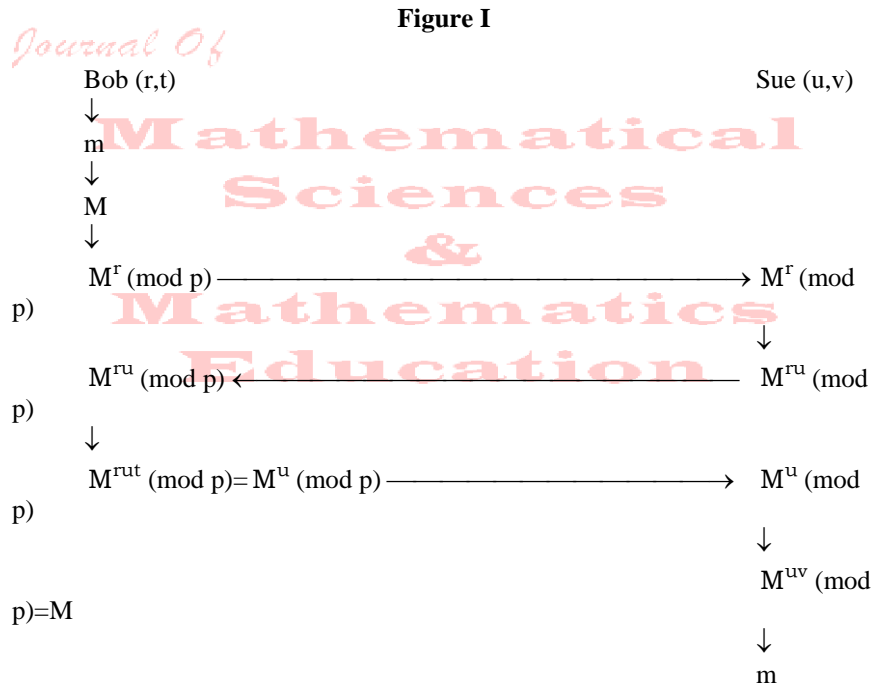 Figure I
Journal Of
Bob (r,t) Sue (u,v)
↓
m
Mathematical
↓
Sciences
M
↓
&
M^r (mod p) ⟶ M^r (mod
p)
Mathematics
↓
Education
M^ru (mod p) ⟵ M^ru (mod
p)
↓
M^rut (mod p)= M^u (mod p) ⟶ M^u (mod
p)
↓
M^uv (mod
p)=M
↓
m